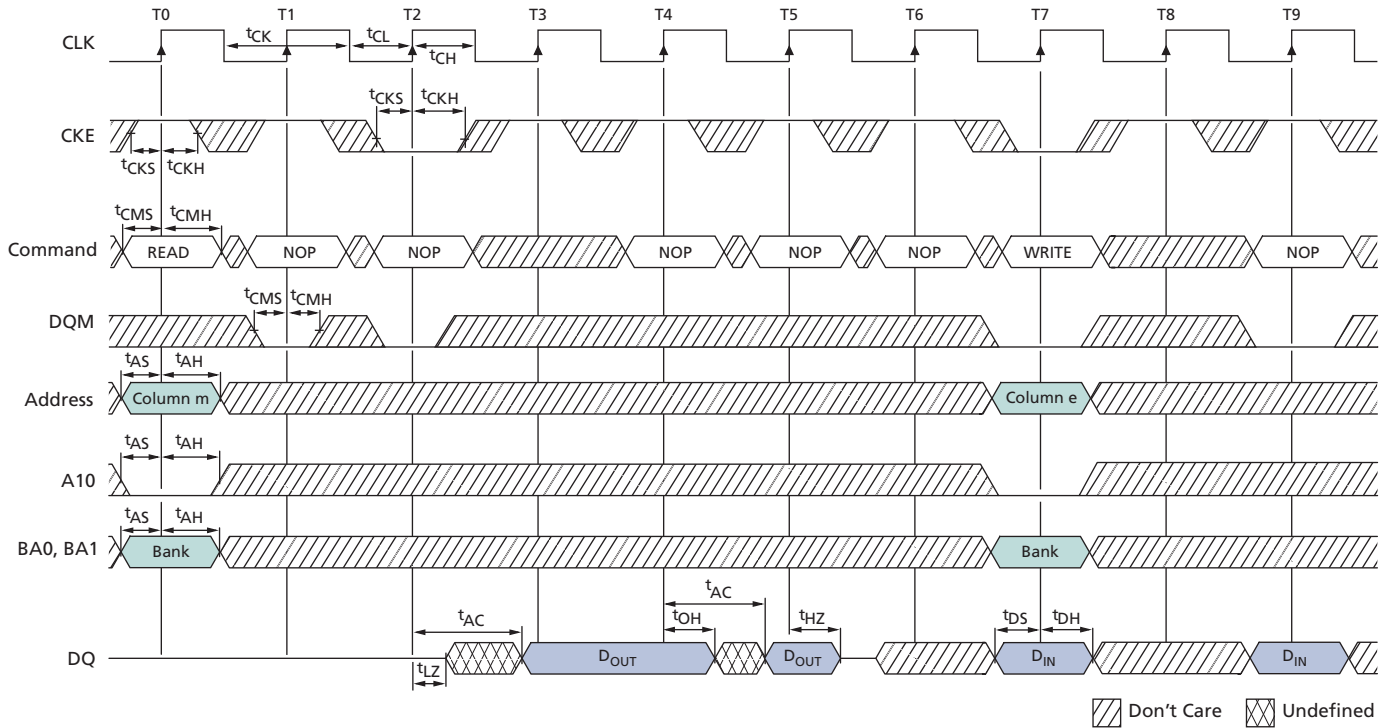 T0 T1 T2 T3 T4 T5 T6 T7 T8 T9
CLK tCK tCL tCH
tCKS tCKH
CKE
tCKS tCKH
tCMS tCMH
Command READ NOP NOP NOP NOP NOP WRITE NOP
tCMS tCMH
DQM
tAS tAH
Address Column m Column e
tAS tAH
A10
tAS tAH
BA0, BA1 Bank Bank
tAC tAC tOH tHZ tDS tDH
DQ DOUT DOUT DIN DIN
tLZ
Don't Care Undefined